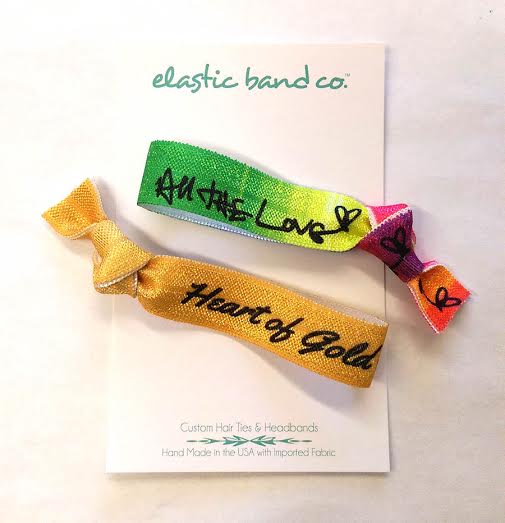 elastic band co.™
All THE Love
Heart of Gold
Custom Hair Ties & Headbands
Hand Made in the USA with Imported Fabric